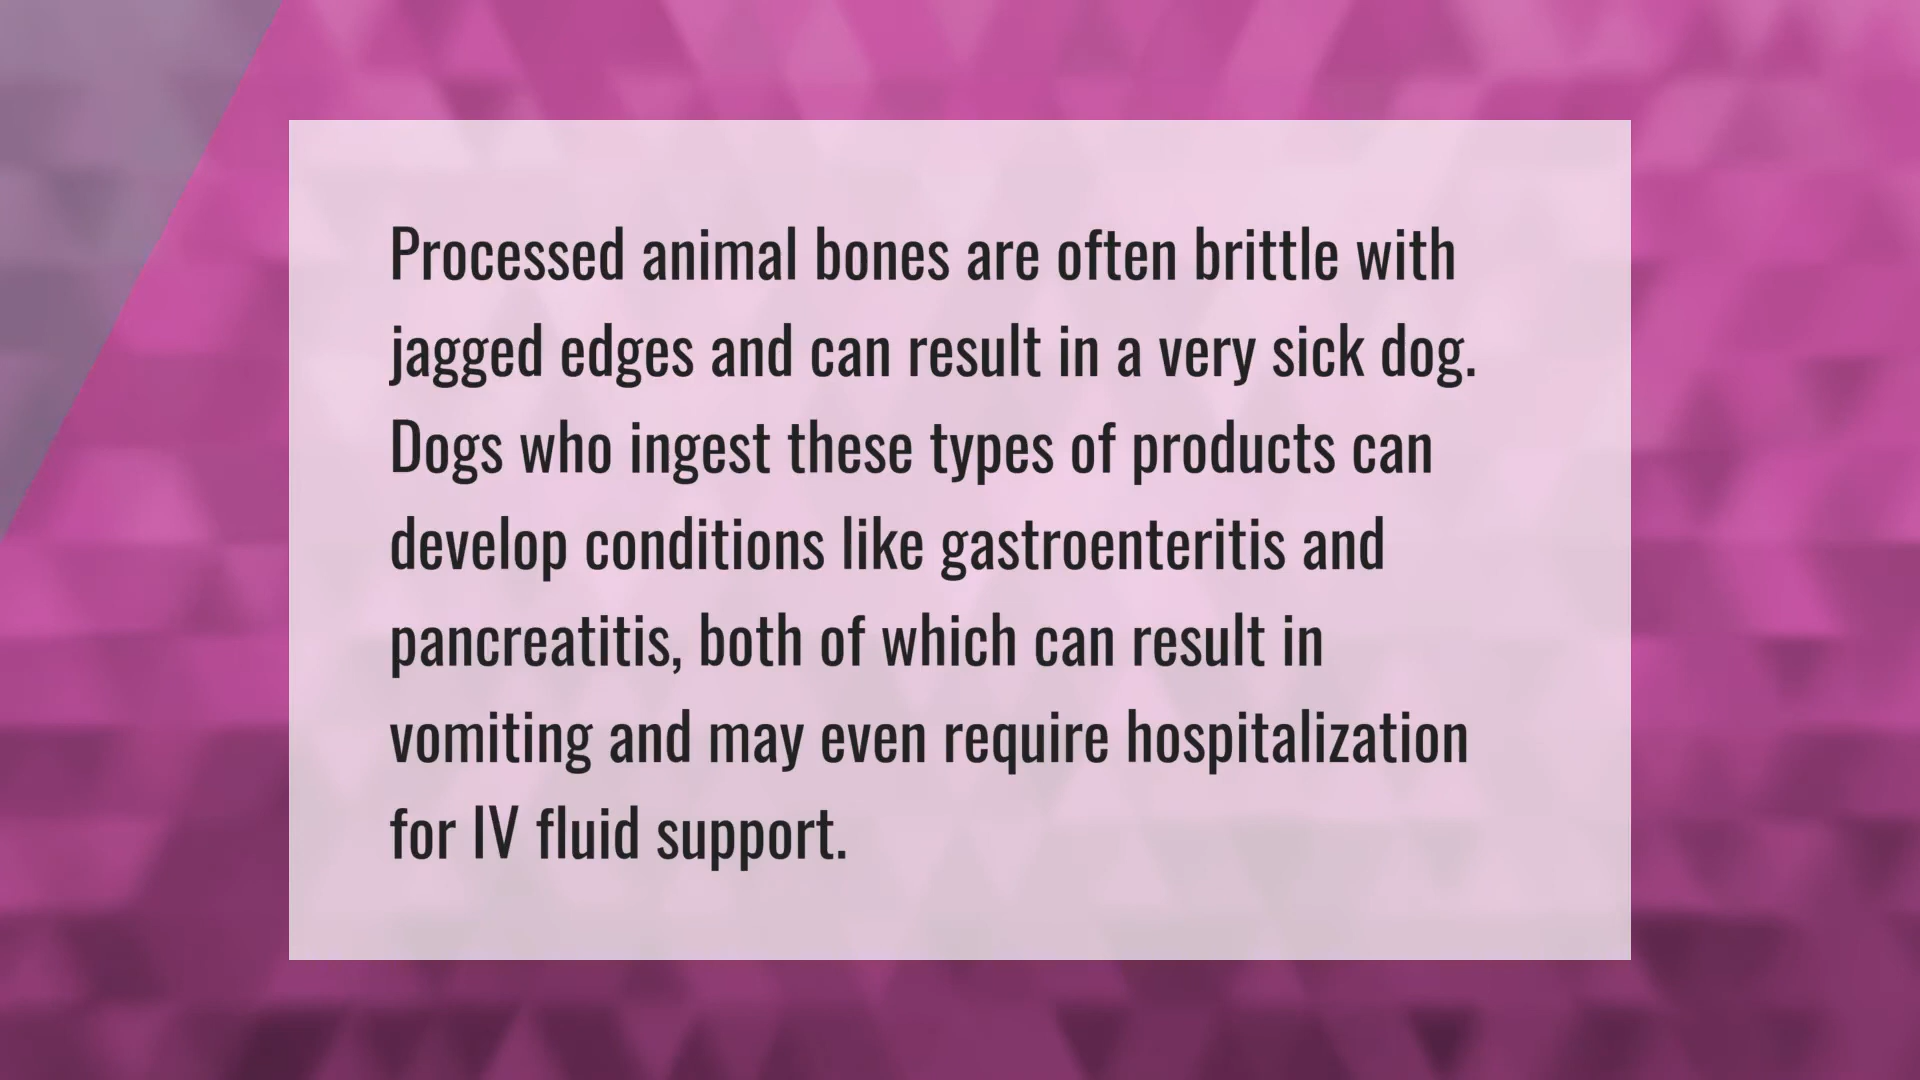 Processed animal bones are often brittle with
jagged edges and can result in a very sick dog.
Dogs who ingest these types of products can
develop conditions like gastroenteritis and
pancreatitis, both of which can result in
vomiting and may even require hospitalization
for IV fluid support.